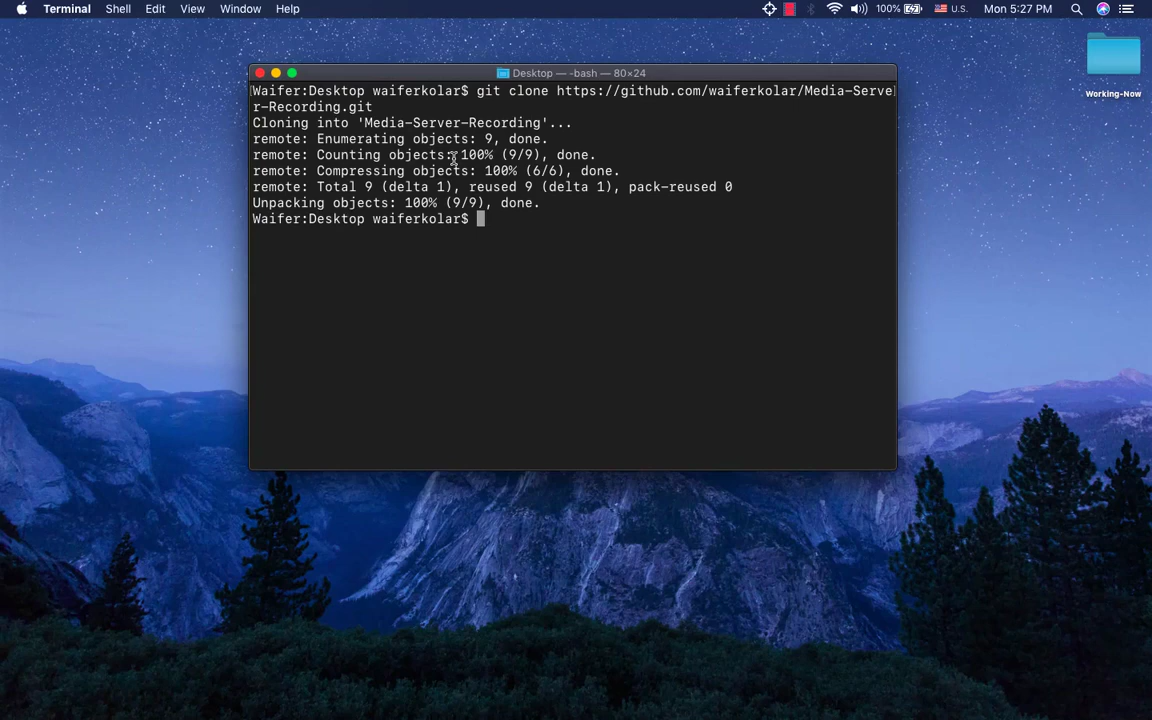 Terminal Shell Edit View Window Help 100% U.S. Mon 5:27 PM
Desktop — -bash — 80×24
Waifer:Desktop waiferkolar$ git clone https://github.com/waiferkolar/Media-Serve
r-Recording.git
Cloning into 'Media-Server-Recording'...
remote: Enumerating objects: 9, done.
remote: Counting objects: 100% (9/9), done.
remote: Compressing objects: 100% (6/6), done.
remote: Total 9 (delta 1), reused 9 (delta 1), pack-reused 0
Unpacking objects: 100% (9/9), done.
Waifer:Desktop waiferkolar$
Working-Now